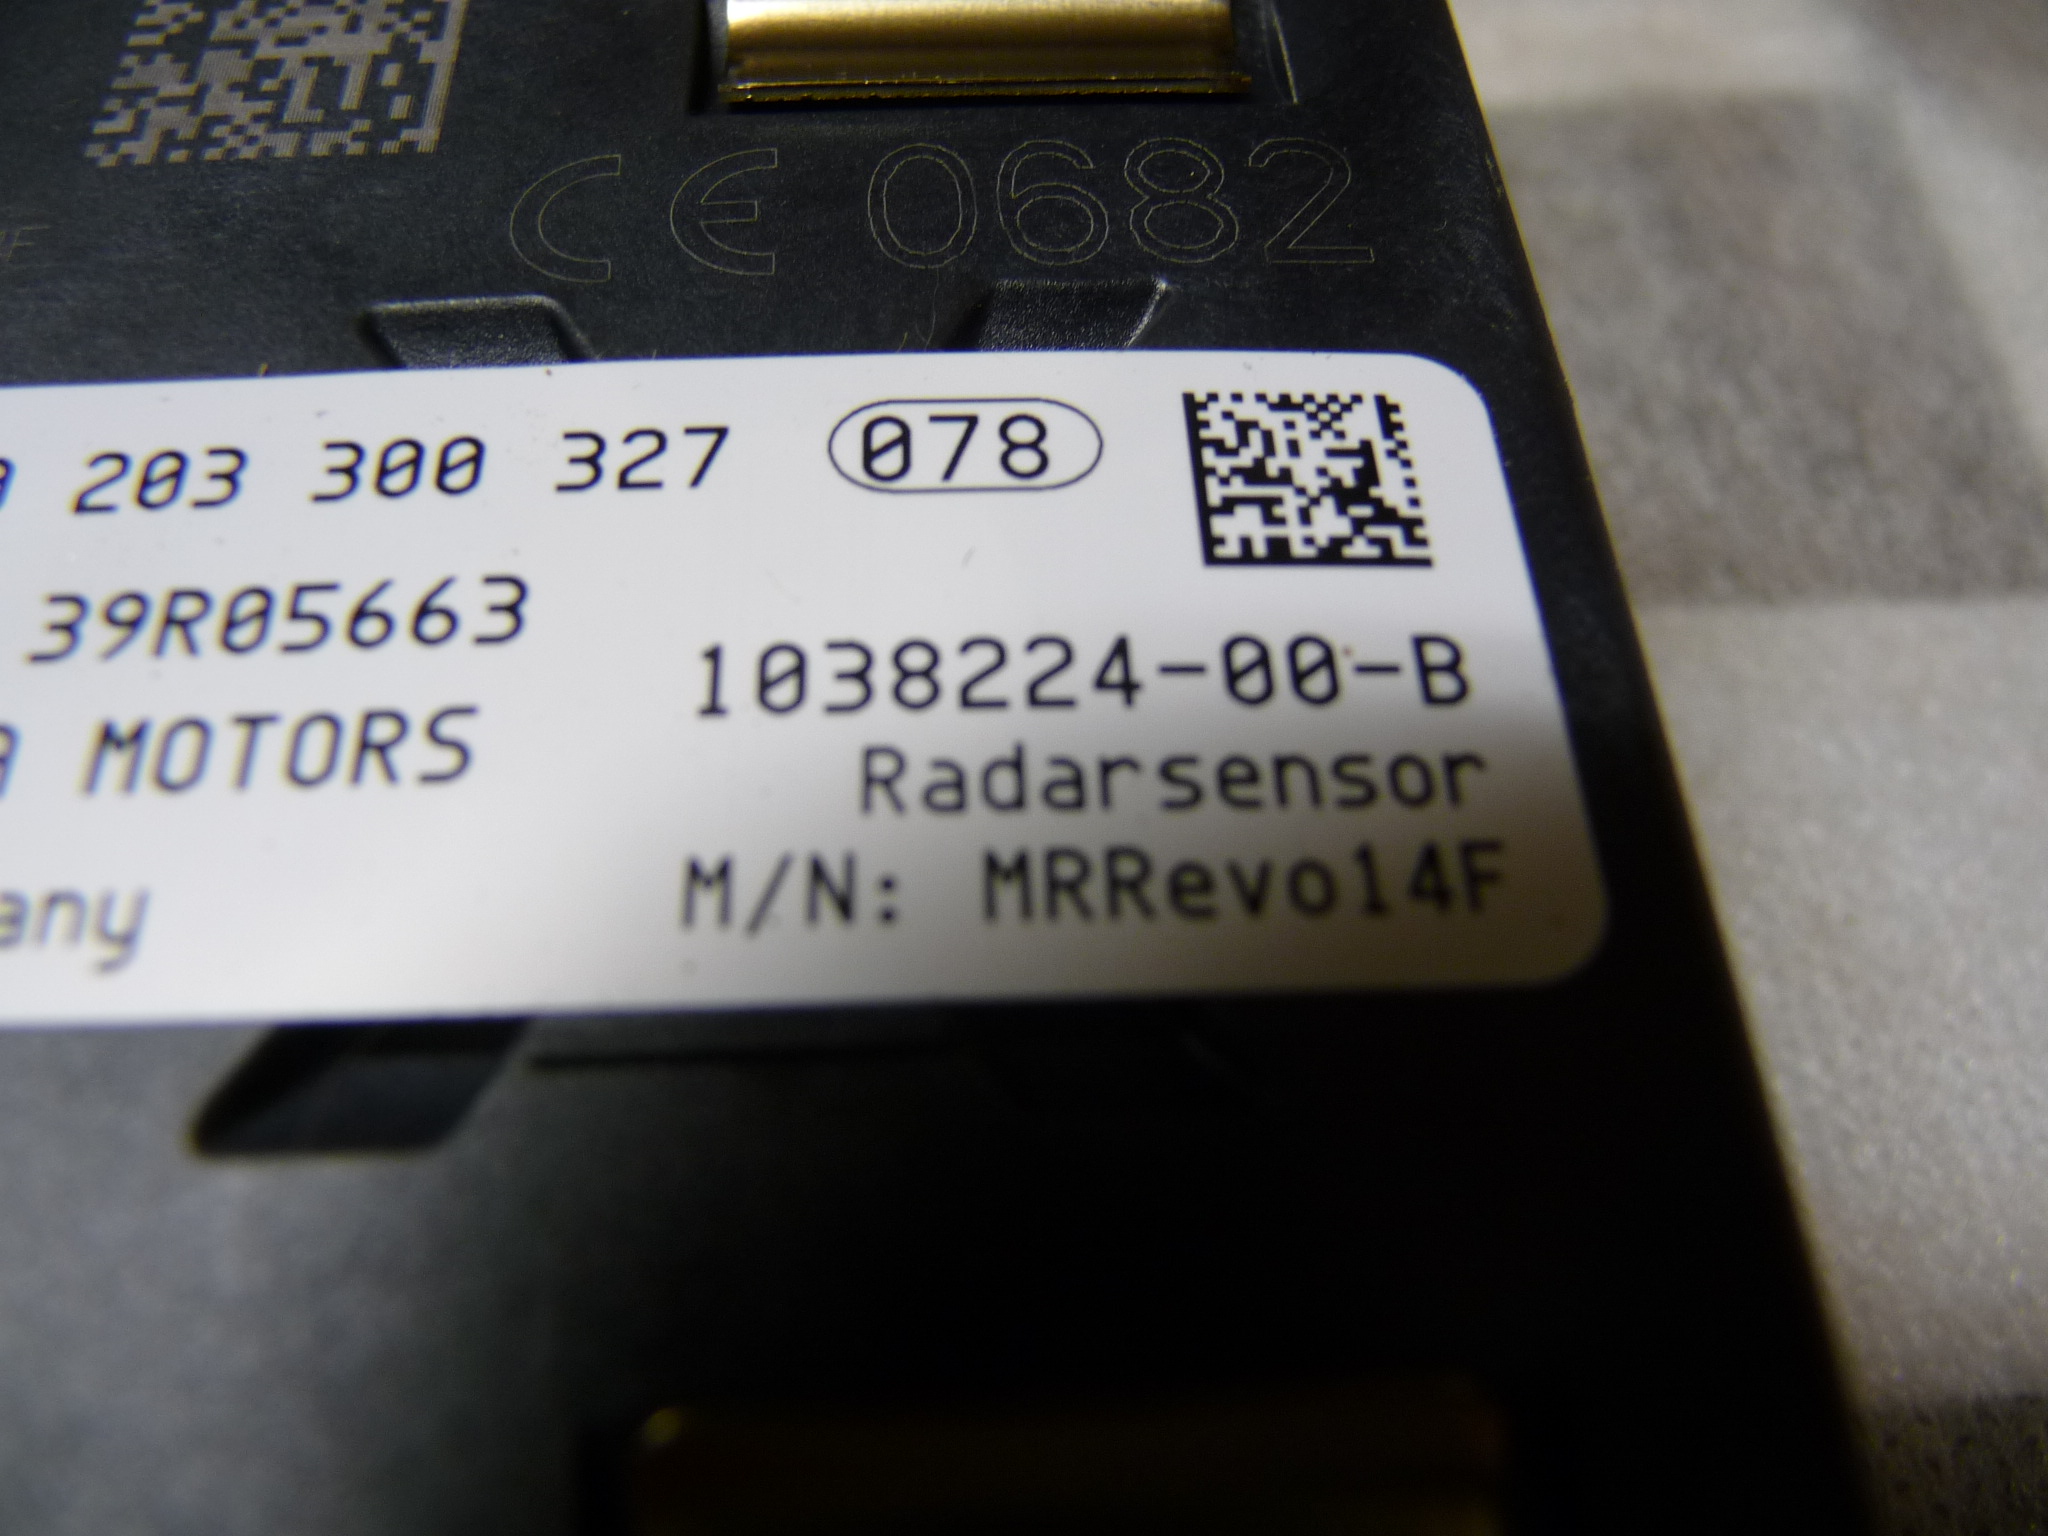 CE 0682
203 300 327 078
39R05663
1038224-00-B
MOTORS
Radarsensor
M/N: MRRevo14F